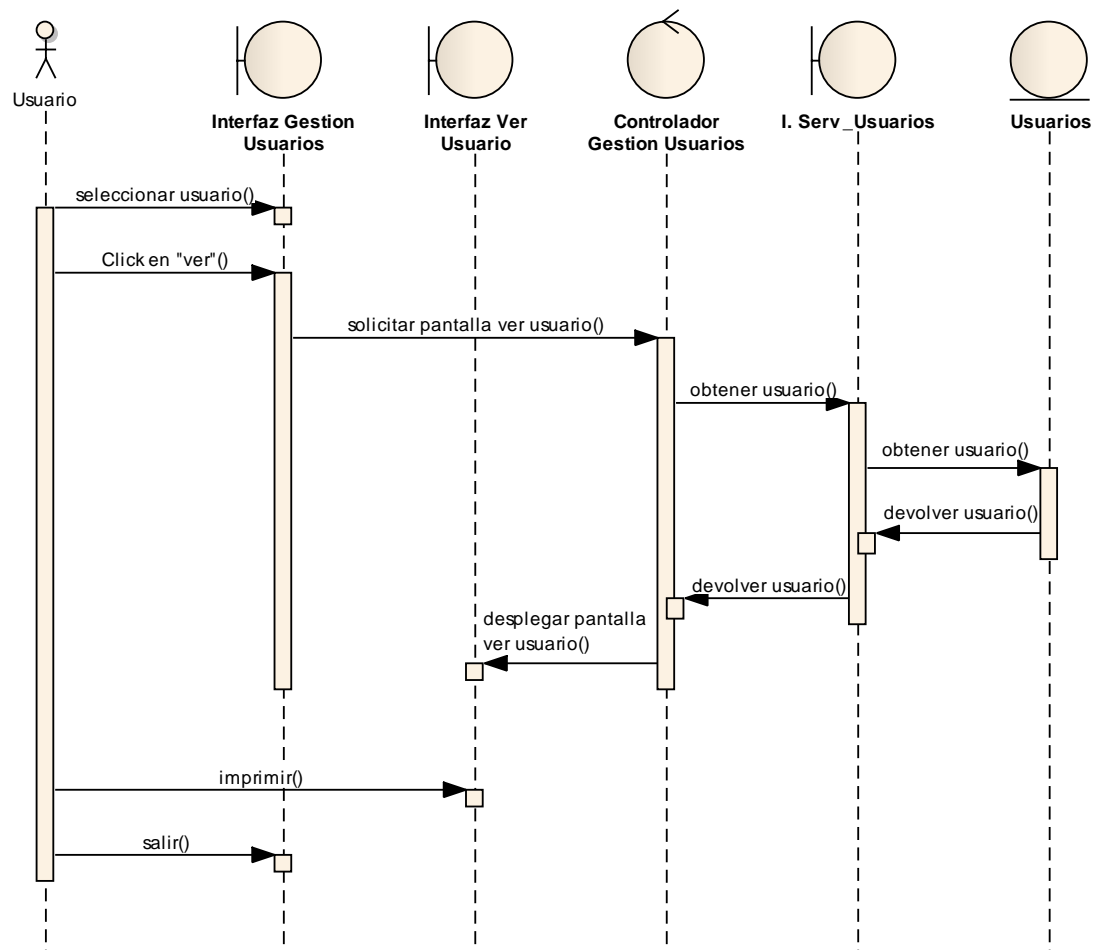 Usuario
Interfaz Gestion
Usuarios
Interfaz Ver
Usuario
Controlador
Gestion Usuarios
I. Serv_Usuarios
Usuarios
seleccionar usuario()
Click en "ver"()
solicitar pantalla ver usuario()
obtener usuario()
obtener usuario()
devolver usuario()
devolver usuario()
desplegar pantalla
ver usuario()
imprimir()
salir()